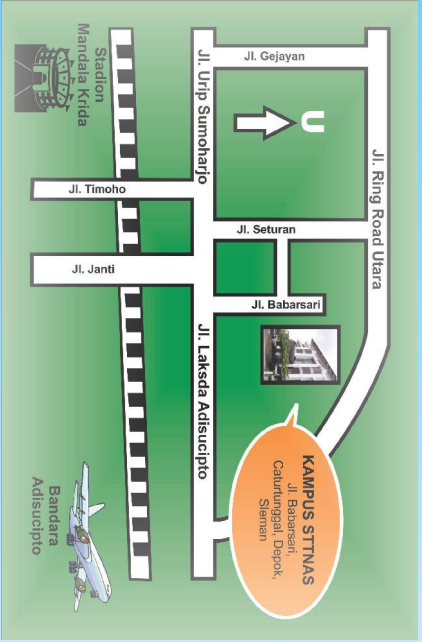 Jl. Ring Road Utara
Jl. Gejayan
U
Jl. Seturan
Jl. Babarsari
KAMPUS STTNAS
Jl. Babarsari,
Caturtunggal, Depok,
Sleman
Jl. Urip Sumoharjo
Jl. Laksda Adisucipto
Jl. Timoho
Jl. Janti
Stadion
Mandala Krida
Bandara
Adisucipto